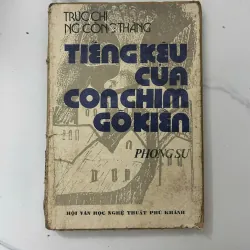 TRÚC CHI
NG. CÔNG THẮNG
TIẾNG KÊU
CỦA
CON CHIM
GÕ KIẾN
PHÓNG SỰ
HỘI VĂN HỌC NGHỆ THUẬT PHÚ KHÁNH